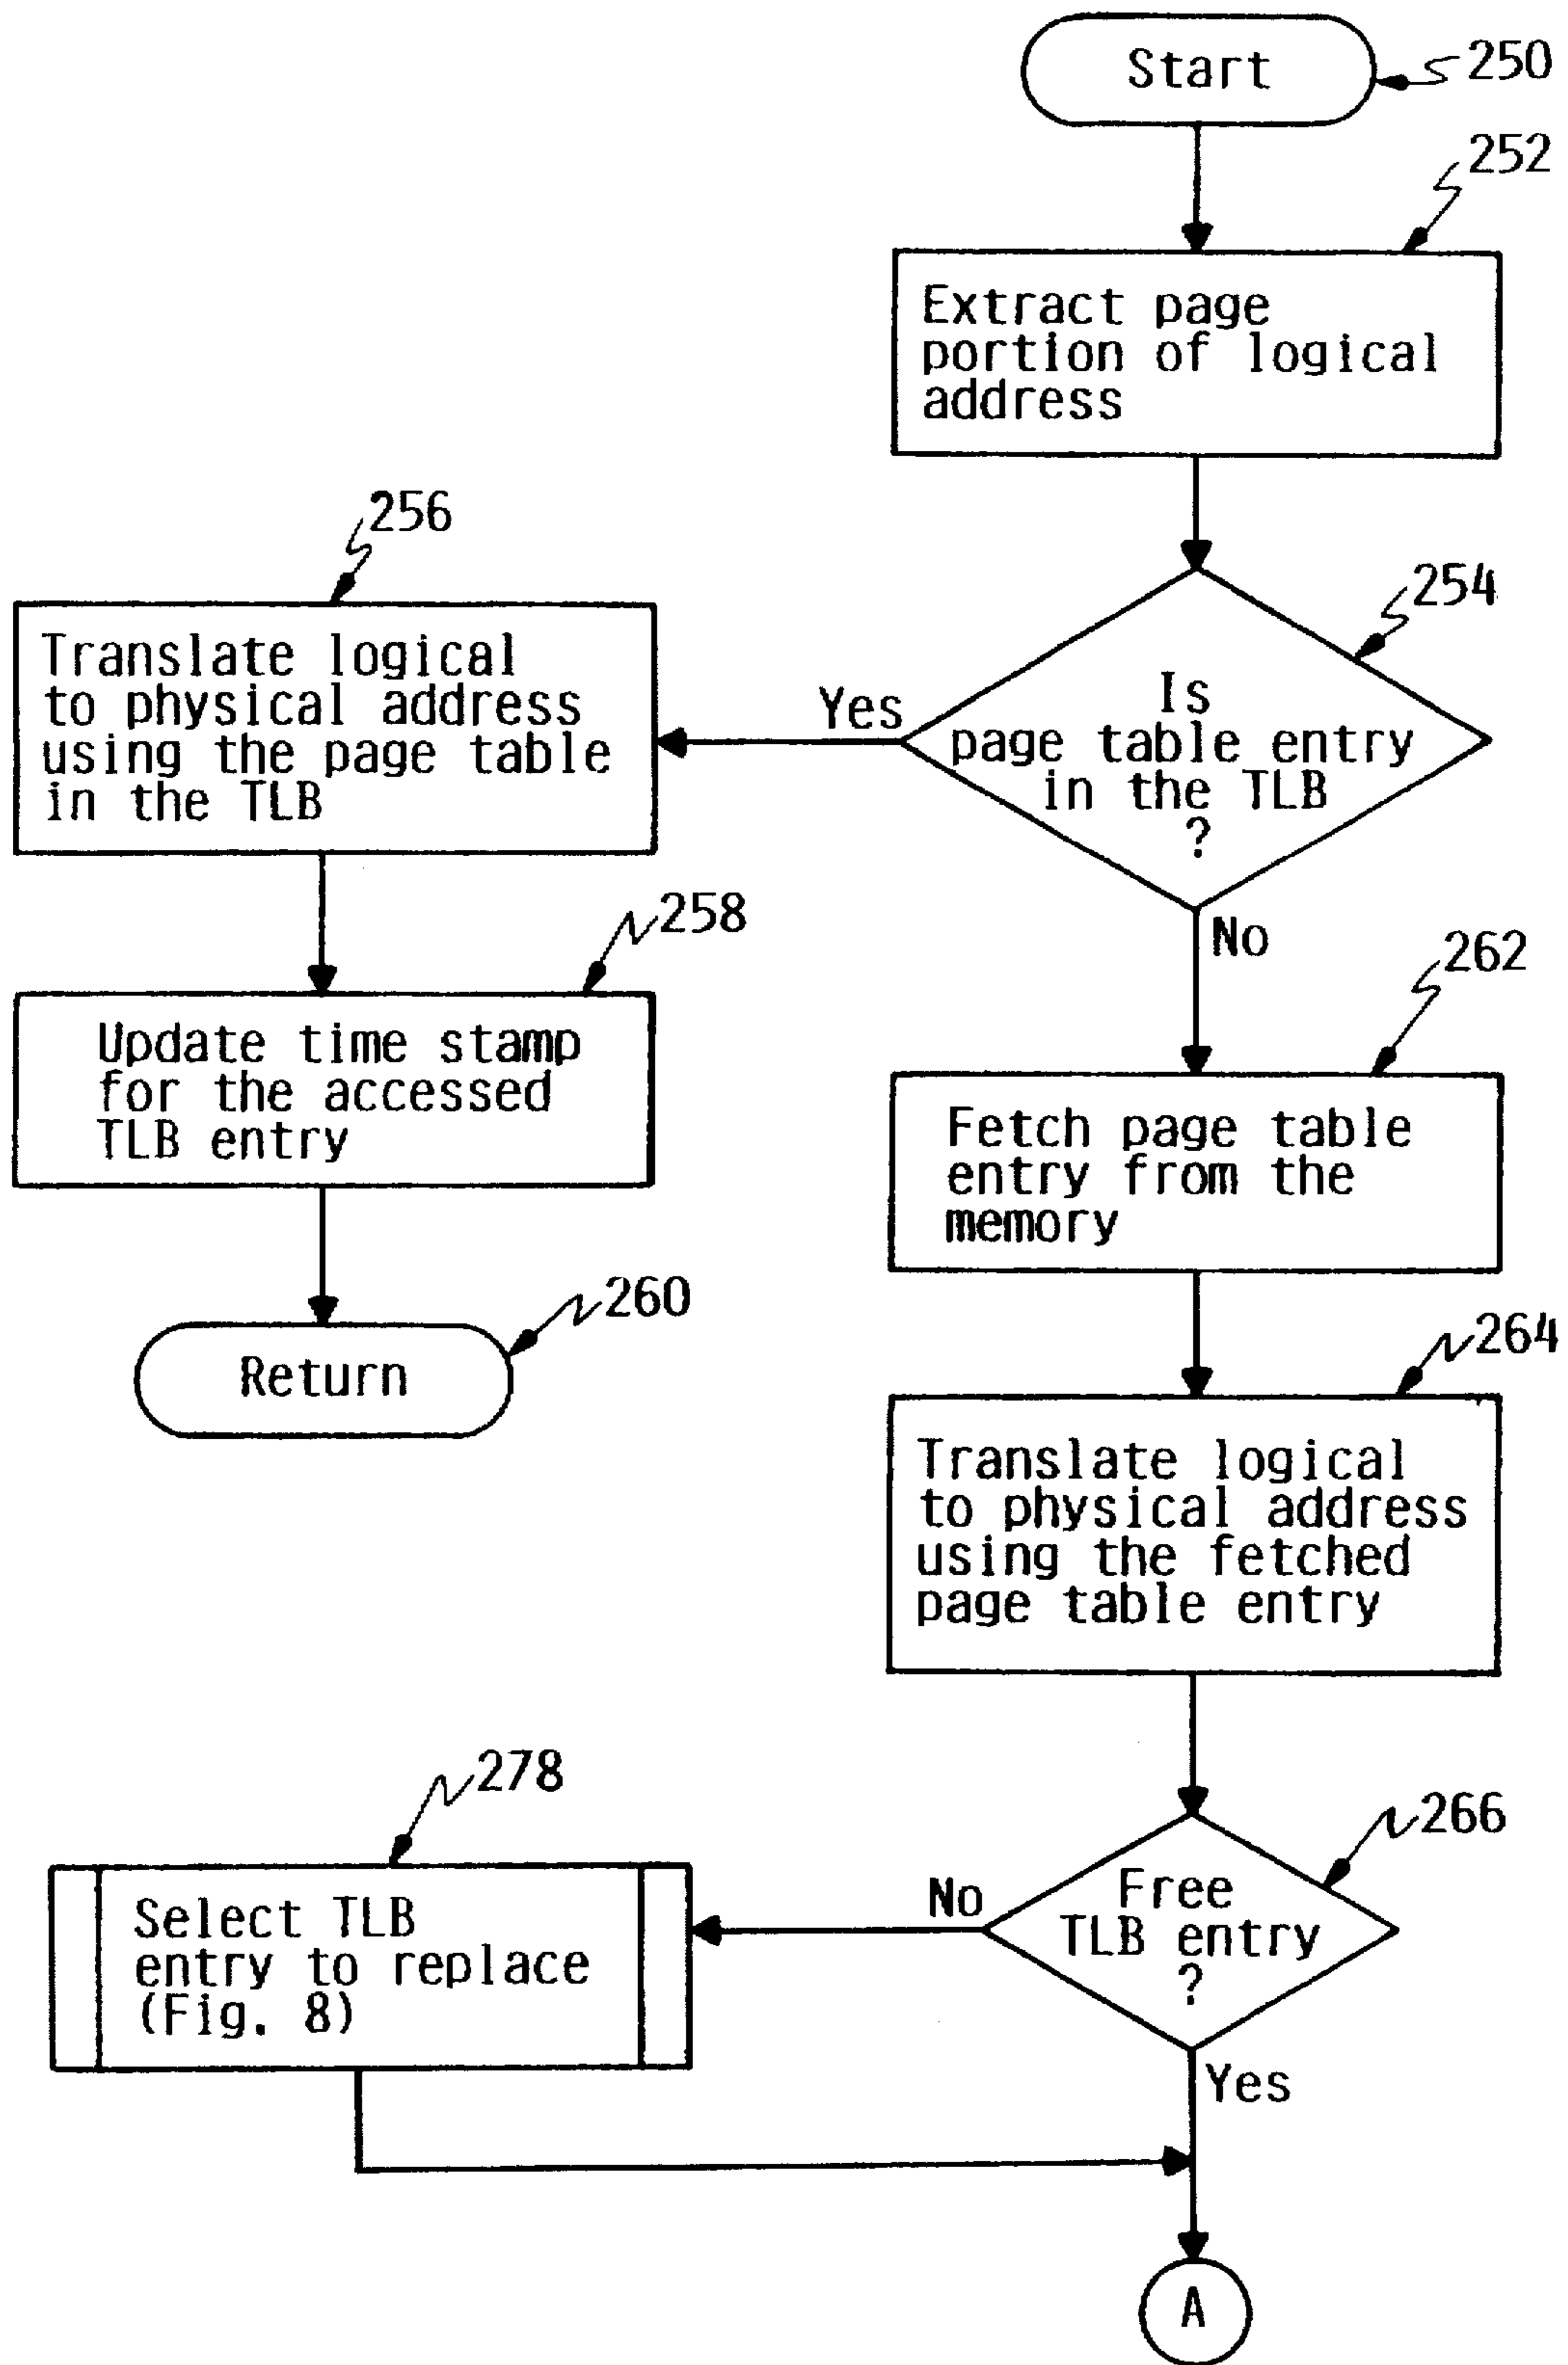 Start
250
252
Extract page
portion of logical
address
256
254
Translate logical
to physical address
using the page table
in the TLB
Yes
Is
page table entry
in the TLB
?
No
258
Update time stamp
for the accessed
TLB entry
262
Fetch page table
entry from the
memory
260
Return
264
Translate logical
to physical address
using the fetched
page table entry
278
Select TLB
entry to replace
(Fig. 8)
No
266
Free
TLB entry
?
Yes
A